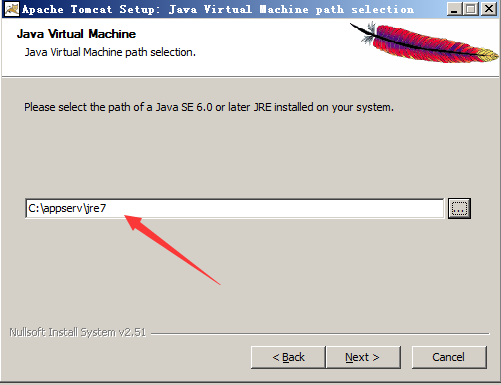 Apache Tomcat Setup: Java Virtual Machine path selection
Java Virtual Machine
Java Virtual Machine path selection.
Please select the path of a Java SE 6.0 or later JRE installed on your system.
C:\appserv\jre7
...
Nullsoft Install System v2.51
< Back
Next >
Cancel